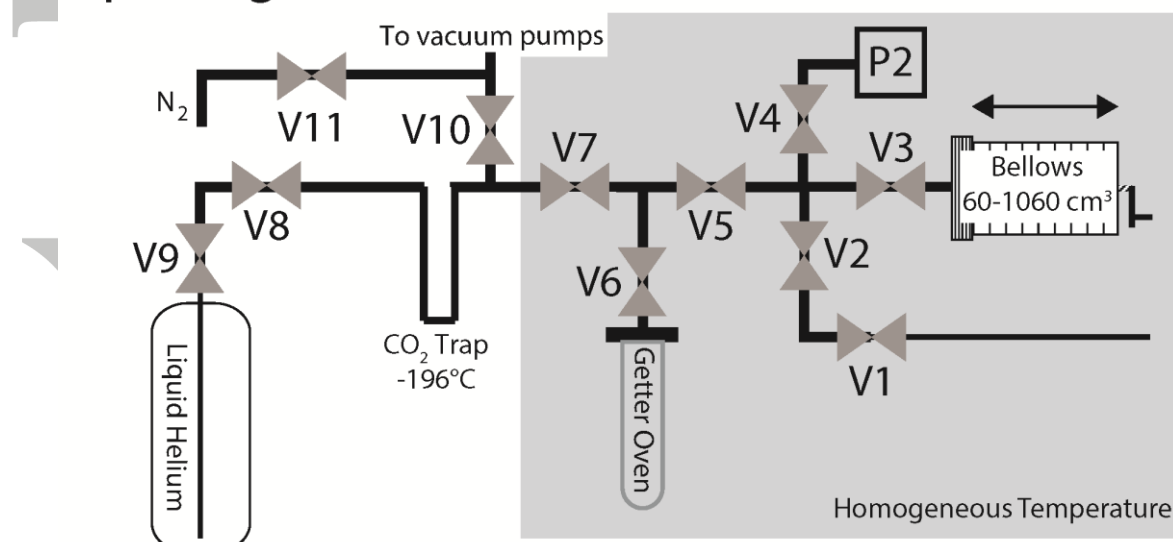 To vacuum pumps
P2
N2
V11
V10
V4
V7
V3
Bellows
60-1060 cm³
V8
V5
V9
V2
V6
CO2 Trap
-196°C
V1
Liquid Helium
Getter Oven
Homogeneous Temperature